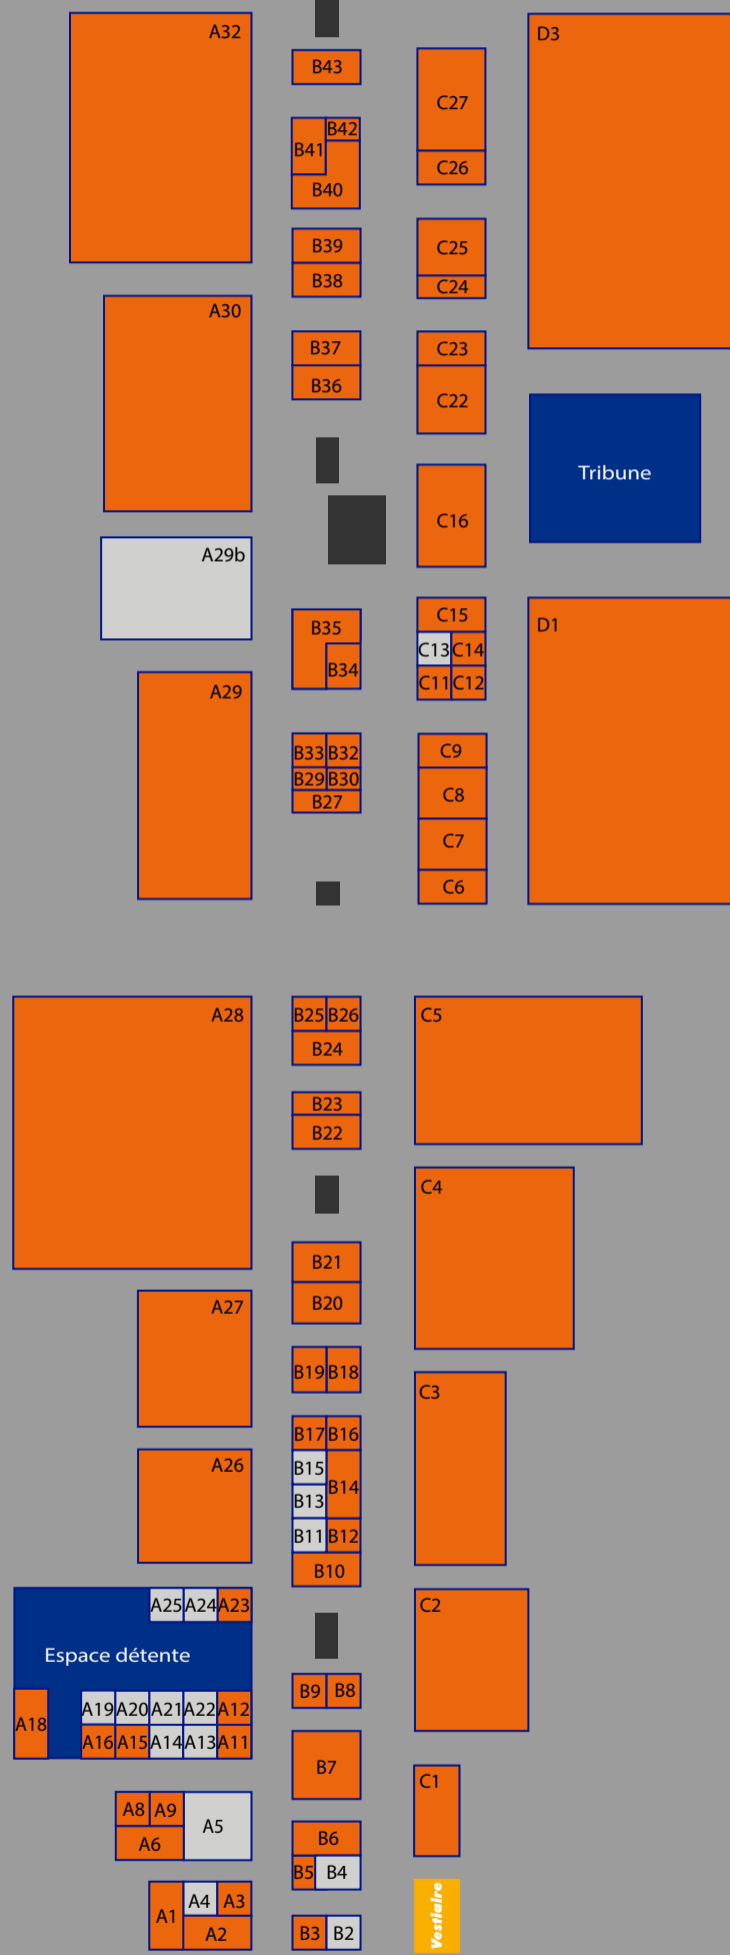 A32
B43
C27
D3
B42
B41
C26
B40
B39
C25
B38
C24
A30
B37
C23
B36
C22
Tribune
C16
A29b
B35
C15
D1
C13 C14
B34
C11 C12
A29
B33 B32
C9
B29 B30
B27
C8
C7
C6
A28
B25 B26
C5
B24
B23
B22
C4
B21
A27
B20
B19 B18
C3
B17 B16
A26
B15
B14
B13
B11 B12
B10
A25 A24 A23
C2
Espace détente
B9 B8
A19 A20 A21 A22 A12
A18
A16 A15 A14 A13 A11
B7
C1
A8 A9
A5
A6
B6
B5 B4
A4 A3
A1
A2
B3 B2
Vestiaire